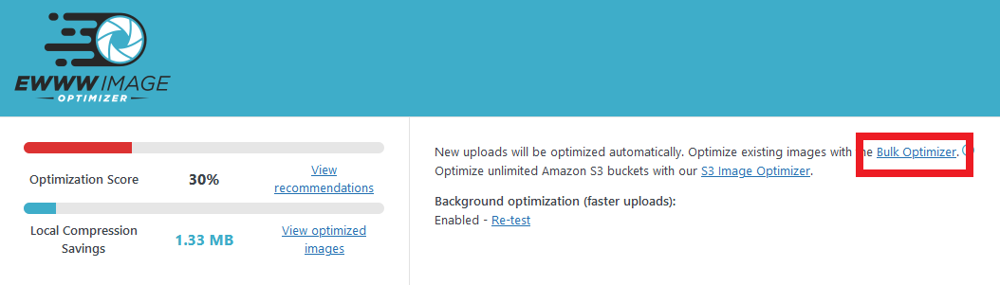 EWWW IMAGE
OPTIMIZER
Optimization Score 30% View recommendations
Local Compression Savings 1.33 MB View optimized images
New uploads will be optimized automatically. Optimize existing images with the Bulk Optimizer.
Optimize unlimited Amazon S3 buckets with our S3 Image Optimizer.
Background optimization (faster uploads):
Enabled - Re-test